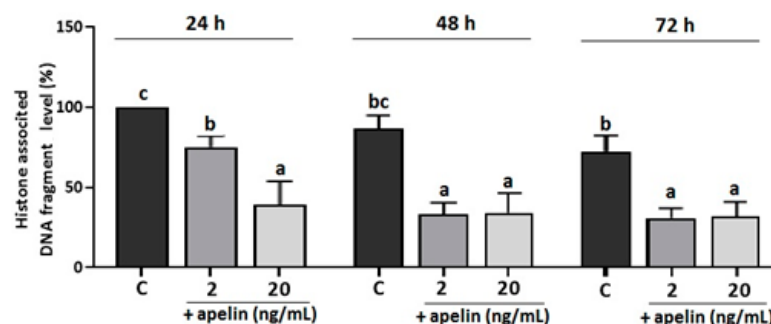 24 h 48 h 72 h
Histone associted
DNA fragment level (%)
150
100
50
0
c b a bc a a b a a
C 2 20 C 2 20 C 2 20
+ apelin (ng/mL) + apelin (ng/mL) + apelin (ng/mL)